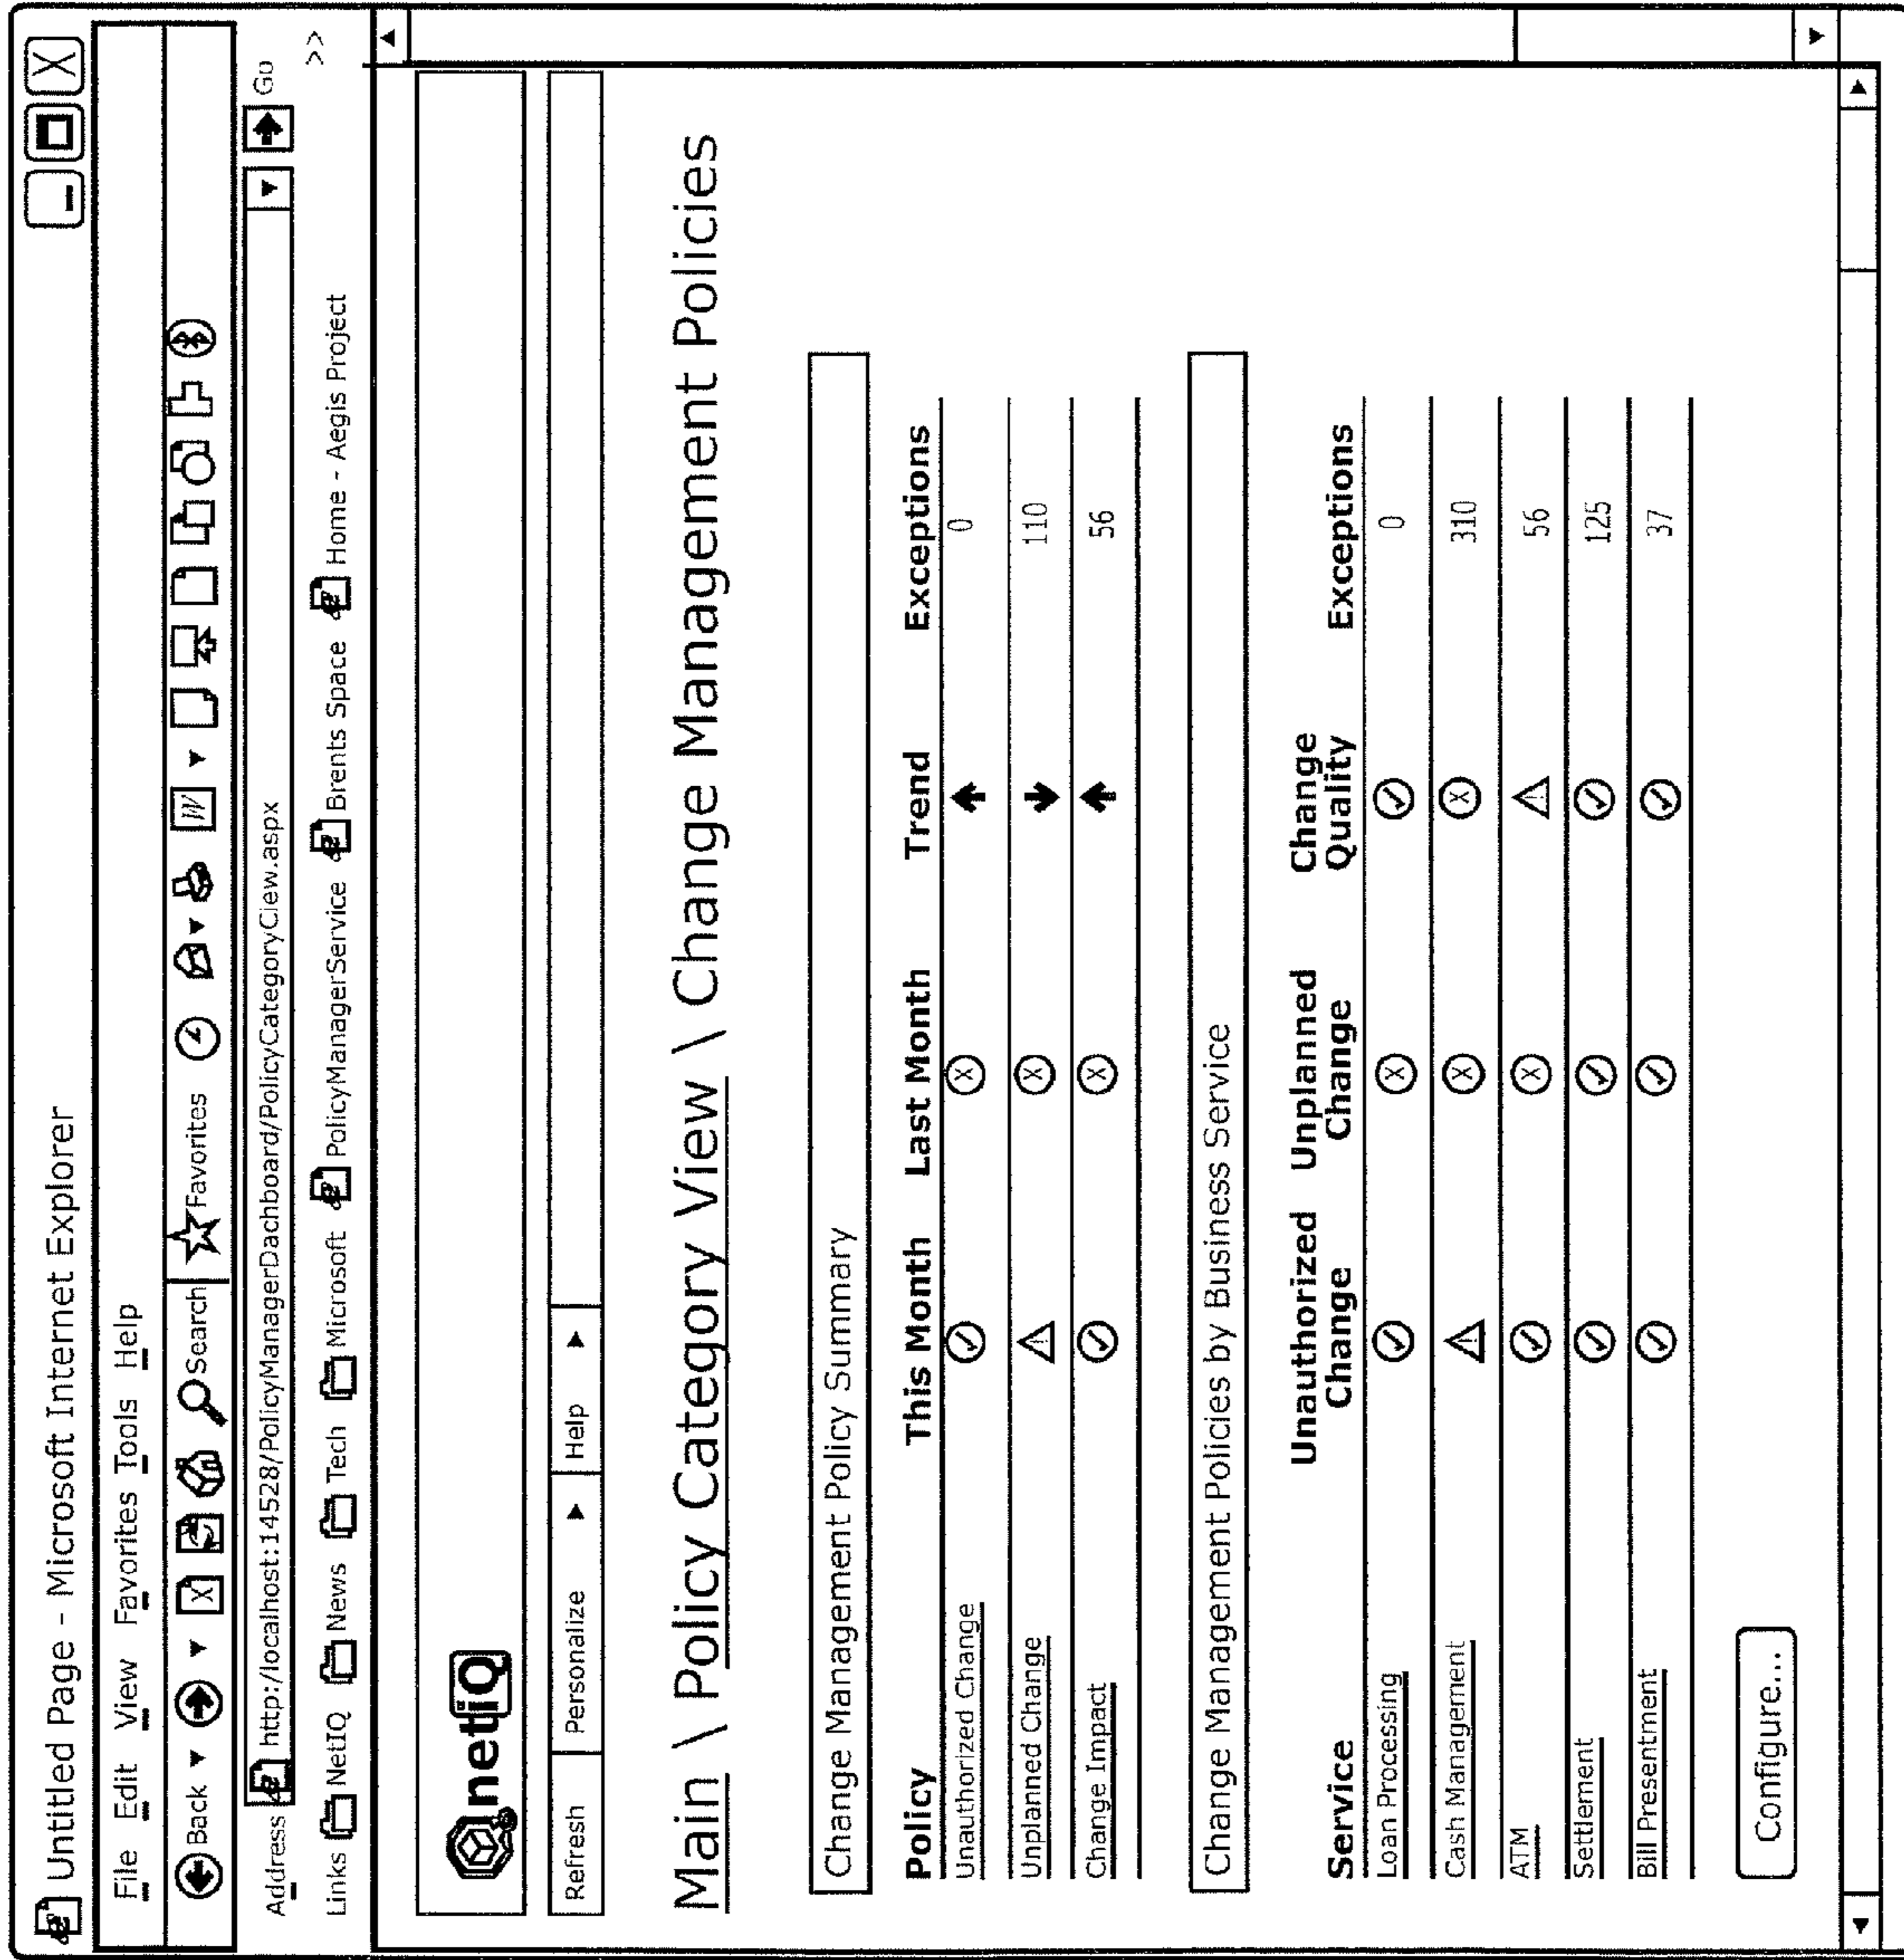 Untitled Page - Microsoft Internet Explorer
File Edit View Favorites Tools Help
Back Search Favorites
Address http:/localhost:14528/PolicyManagerDachboard/PolicyCategoryCiew.aspx Go
Links NetIQ News Tech Microsoft PolicyManagerService Brents Space Home - Aegis Project >>
netiQ
Refresh Personalize Help
Main \ Policy Category View \ Change Management Policies
Change Management Policy Summary
Policy This Month Last Month Trend Exceptions
Unauthorized Change 0
Unplanned Change 110
Change Impact 56
Change Management Policies by Business Service
Unauthorized Unplanned Change
Service Change Change Quality Exceptions
Loan Processing 0
Cash Management 310
ATM 56
Settlement 125
Bill Presentment 37
Configure...